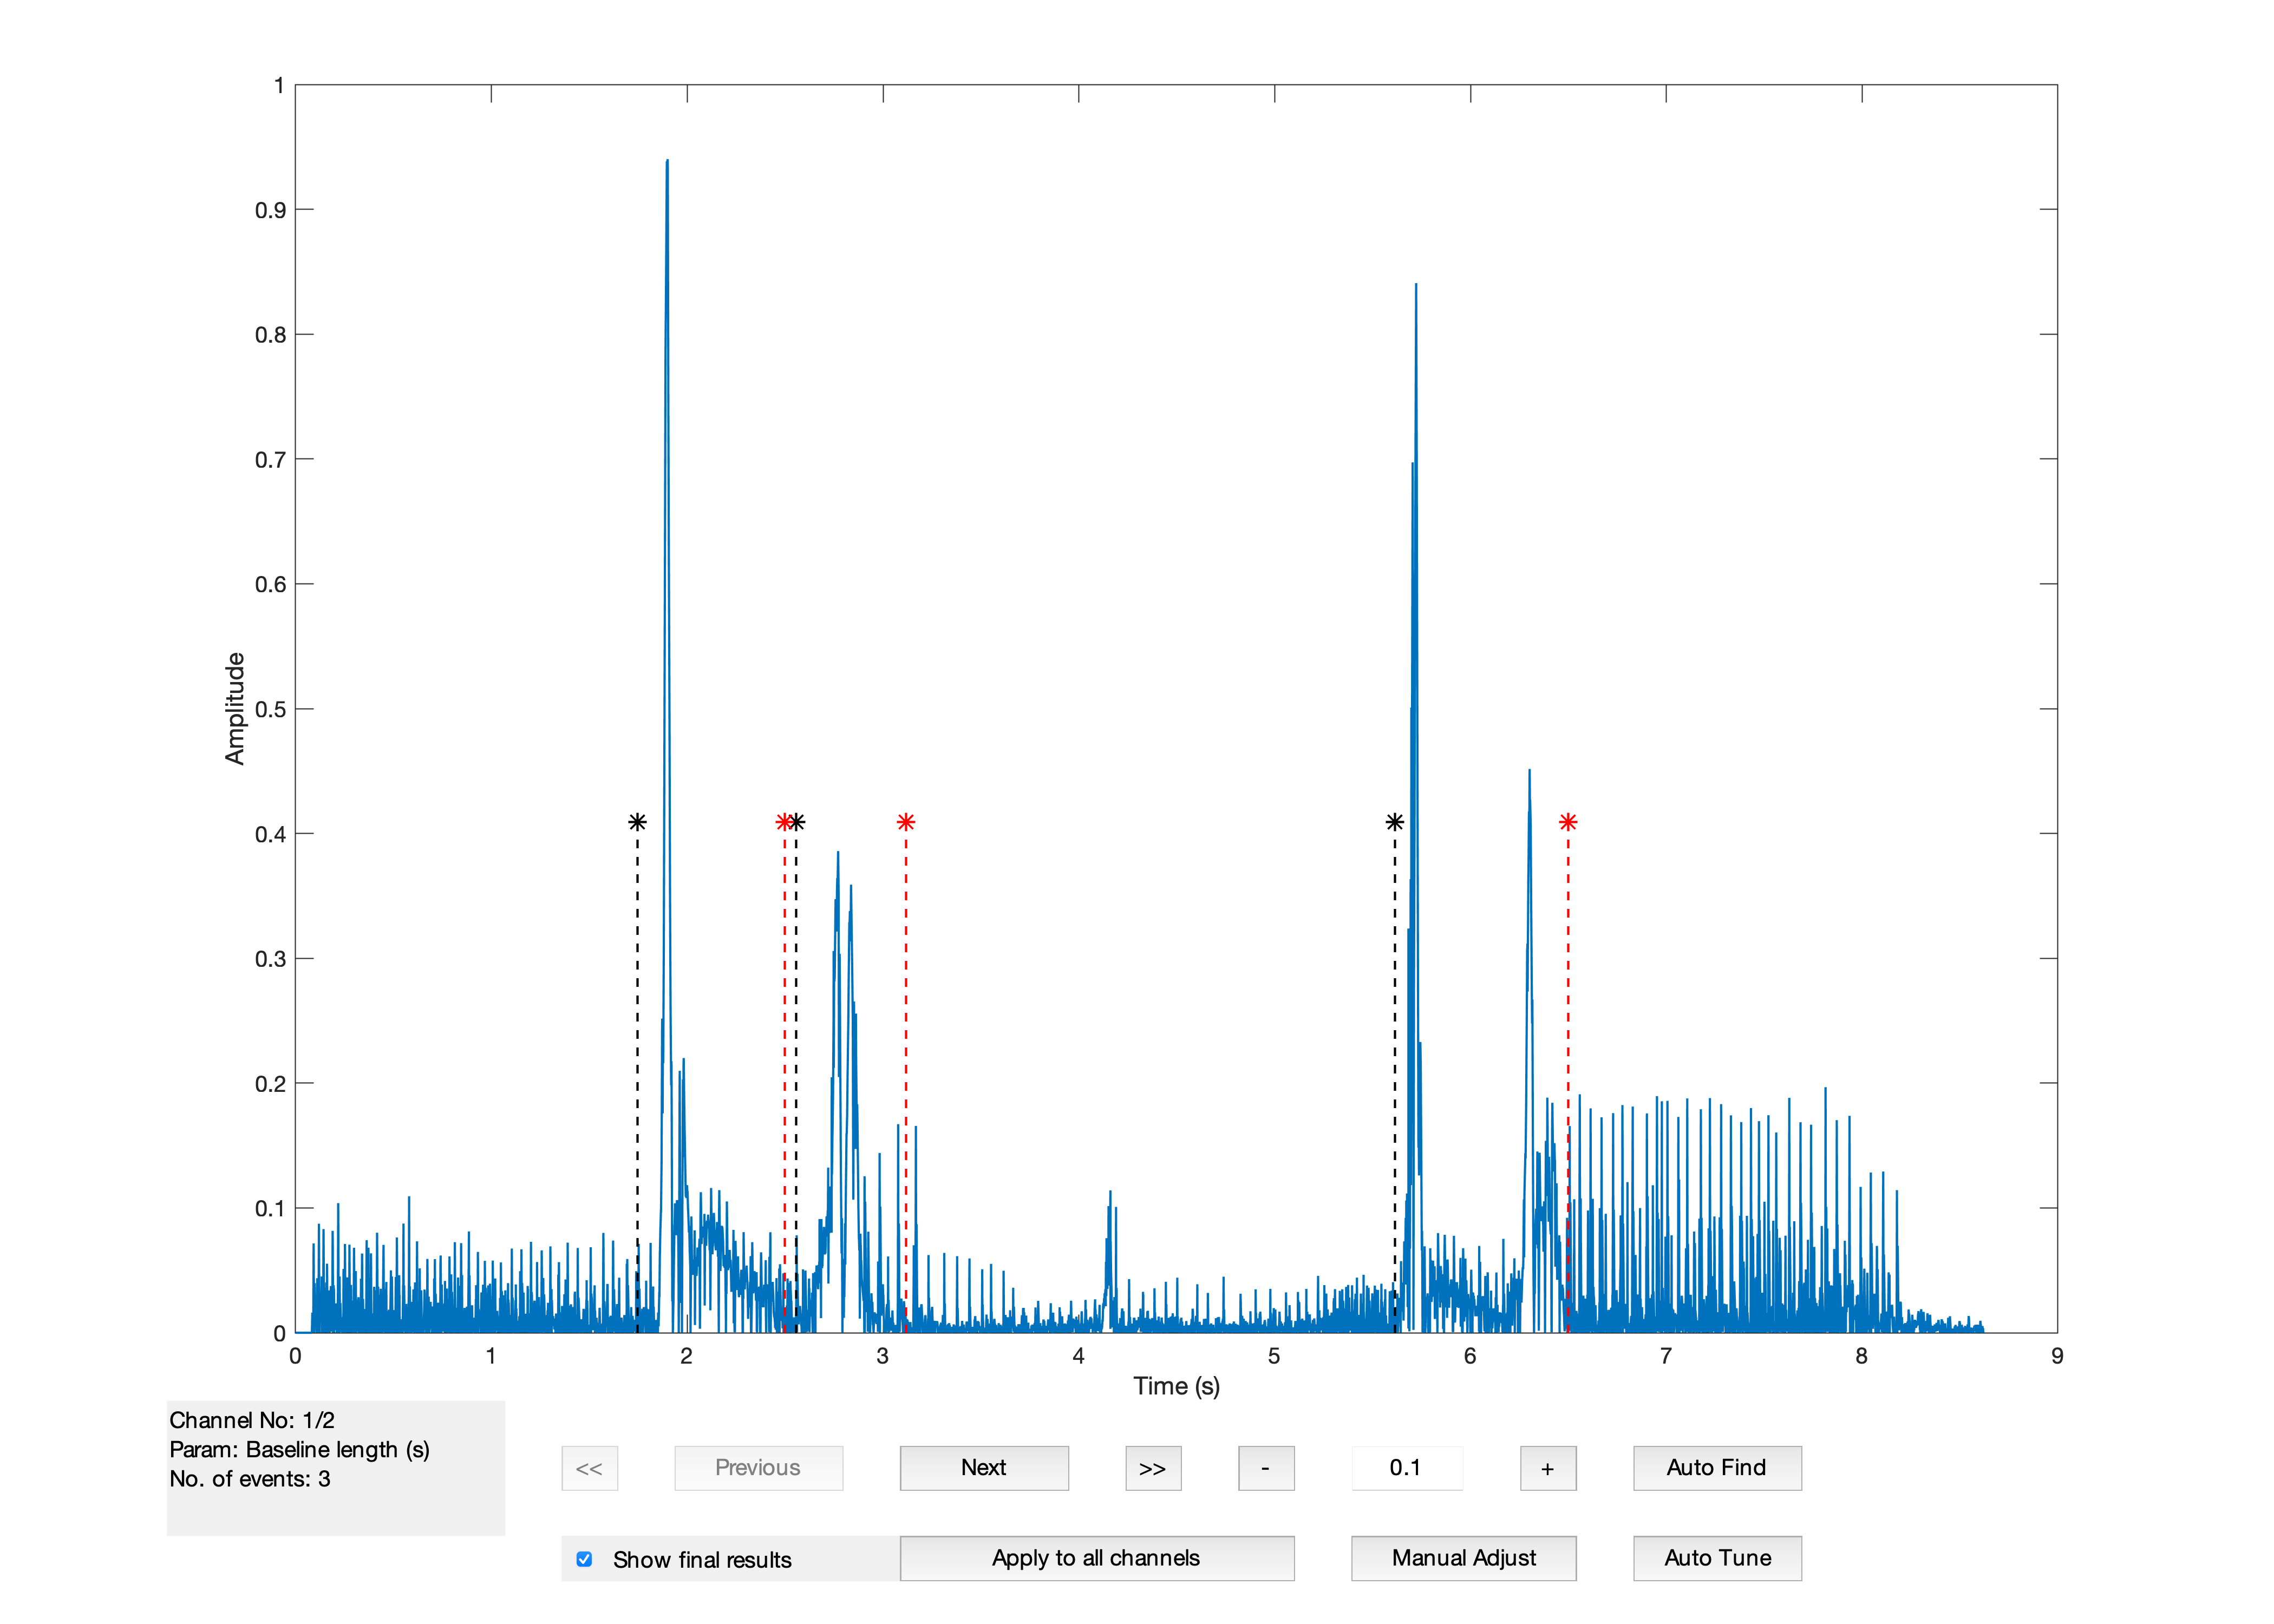 1
0.9
0.8
0.7
0.6
0.5
0.4
0.3
0.2
0.1
0
Amplitude
0 1 2 3 4 5 6 7 8 9
Time (s)
Channel No: 1/2
Param: Baseline length (s)
No. of events: 3
<< Previous Next >> - 0.1 + Auto Find
Show final results Apply to all channels Manual Adjust Auto Tune